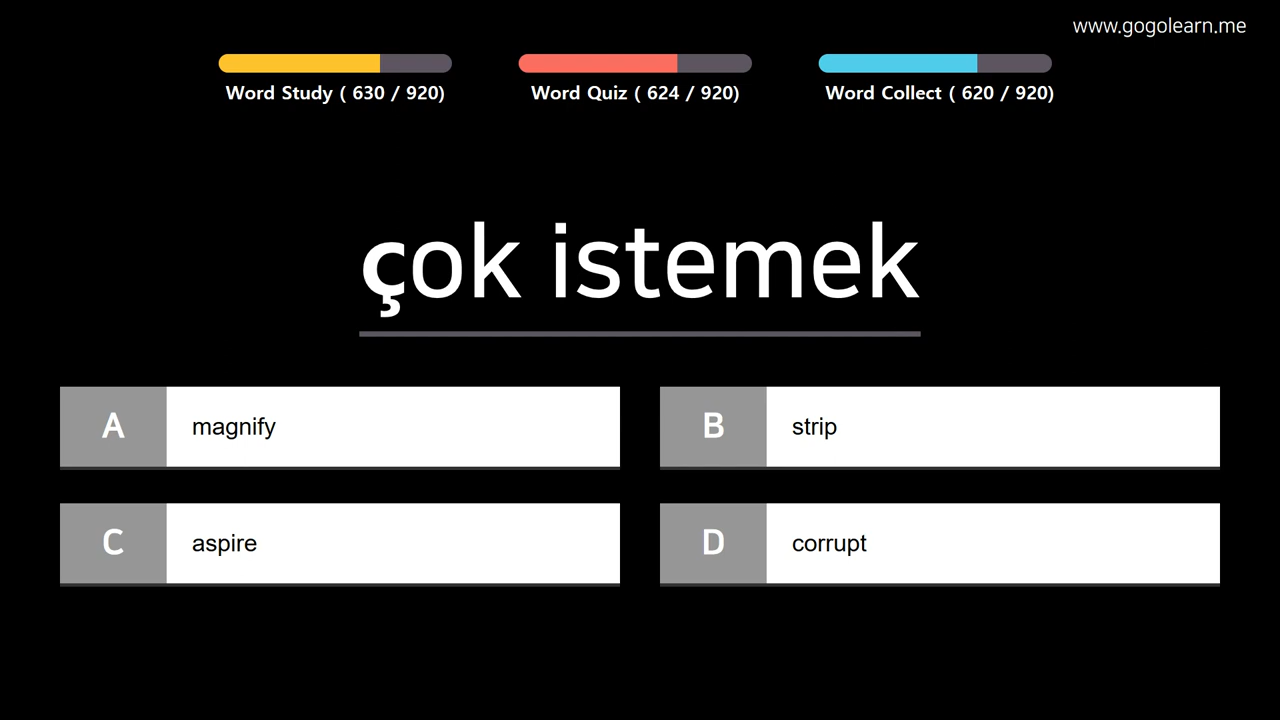 www.gogolearn.me
Word Study ( 630 / 920)
Word Quiz ( 624 / 920)
Word Collect ( 620 / 920)
çok istemek
A magnify
B strip
C aspire
D corrupt